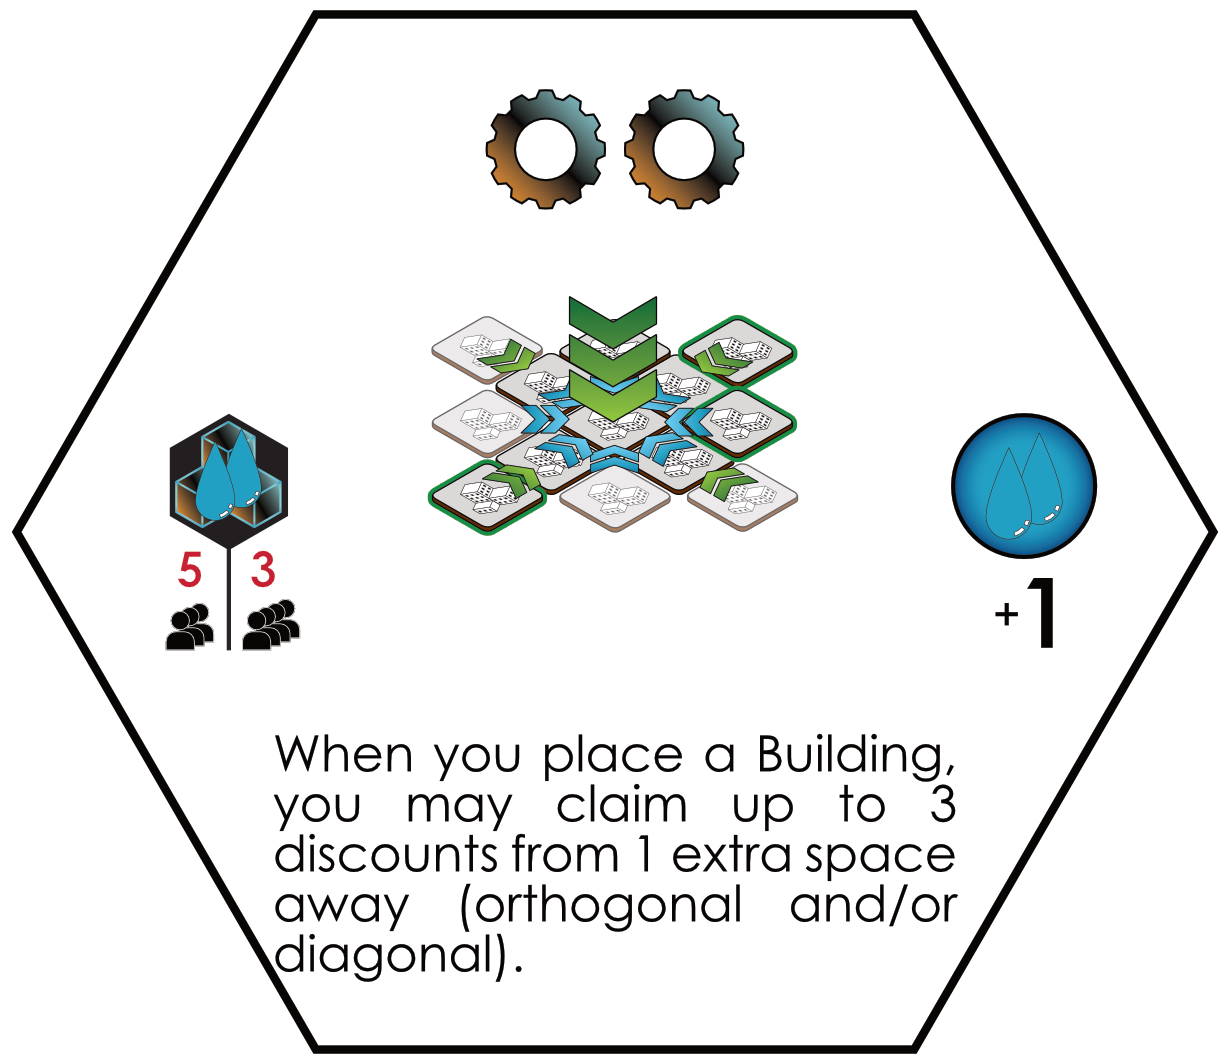 5 3
+1
When you place a Building,
you may claim up to 3
discounts from 1 extra space
away (orthogonal and/or
diagonal).